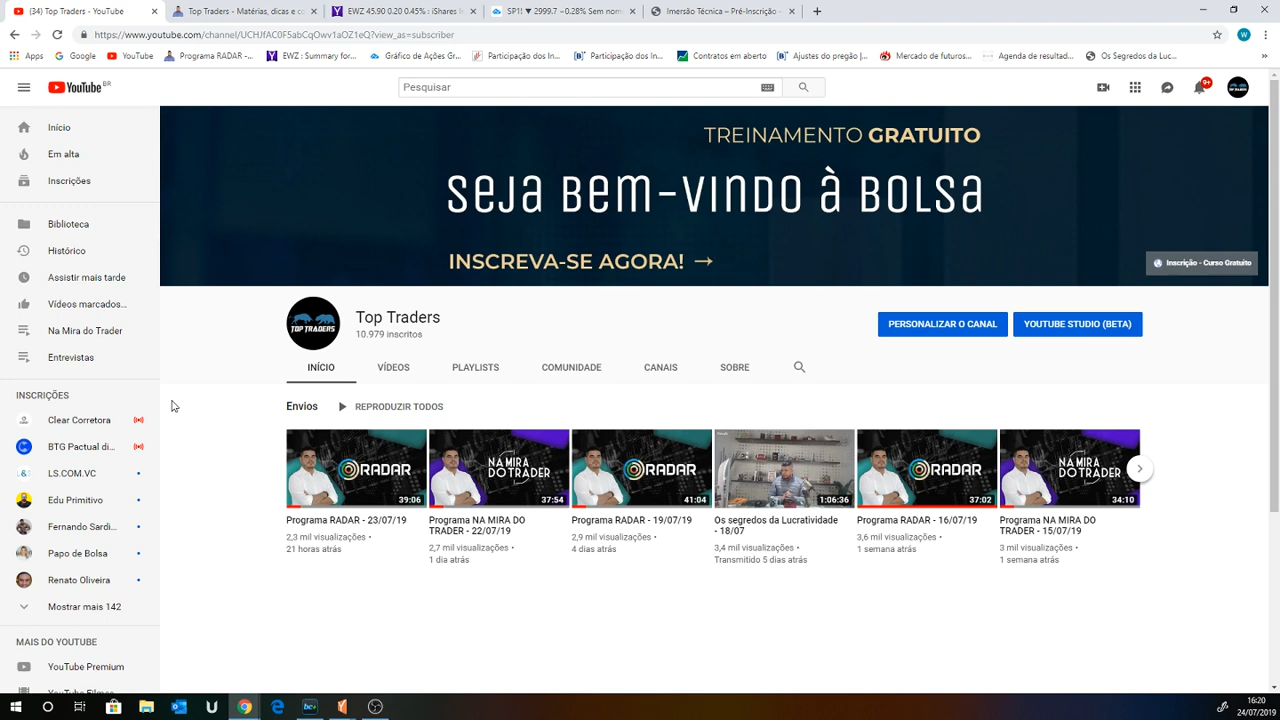 (34) Top Traders - YouTube
Top Traders - Matérias, dicas e co
EWZ 45.90 0.20 0.45% : iShares fr
SP1! ▼ 2999.7 −0.28% Sem nom
Imersão Técnica – Pré-Inscrição –
https://www.youtube.com/channel/UCHJfAC0F5abCqOwv1aOZ1eQ?view_as=subscriber
Apps
Google
YouTube
Programa RADAR -...
EWZ : Summary for...
Gráfico de Ações Gr...
Participação dos In...
Participação dos In...
Contratos em aberto
Ajustes do pregão |...
Mercado de futuros...
Agenda de resultad...
Os Segredos da Luc...
YouTube BR
Pesquisar
9+
Início
Em alta
Inscrições
Biblioteca
Histórico
Assistir mais tarde
Vídeos marcados...
Na Mira do Trader
Entrevistas
INSCRIÇÕES
Clear Corretora
BTG Pactual di...
LS.COM.VC
Edu Primitivo
Fernando Sardi...
Papo de Bolsa
Renato Oliveira
Mostrar mais 142
MAIS DO YOUTUBE
YouTube Premium
YouTube Filmes
TREINAMENTO GRATUITO
SEJA BEM-VINDO À BOLSA
INSCREVA-SE AGORA! →
Inscrição - Curso Gratuito
TOP TRADERS
Top Traders
10.979 inscritos
PERSONALIZAR O CANAL
YOUTUBE STUDIO (BETA)
INÍCIO
VÍDEOS
PLAYLISTS
COMUNIDADE
CANAIS
SOBRE
Envios
REPRODUZIR TODOS
RADAR
39:06
NA MIRA DO TRADER
37:54
RADAR
41:04
1:06:36
RADAR
37:02
NA MIRA DO TRADER
34:10
Programa RADAR - 23/07/19
2,3 mil visualizações •
21 horas atrás
Programa NA MIRA DO
TRADER - 22/07/19
2,7 mil visualizações •
1 dia atrás
Programa RADAR - 19/07/19
2,9 mil visualizações •
4 dias atrás
Os segredos da Lucratividade
- 18/07
3,4 mil visualizações •
Transmitido 5 dias atrás
Programa RADAR - 16/07/19
3,6 mil visualizações •
1 semana atrás
Programa NA MIRA DO
TRADER - 15/07/19
3 mil visualizações •
1 semana atrás
16:20
24/07/2019